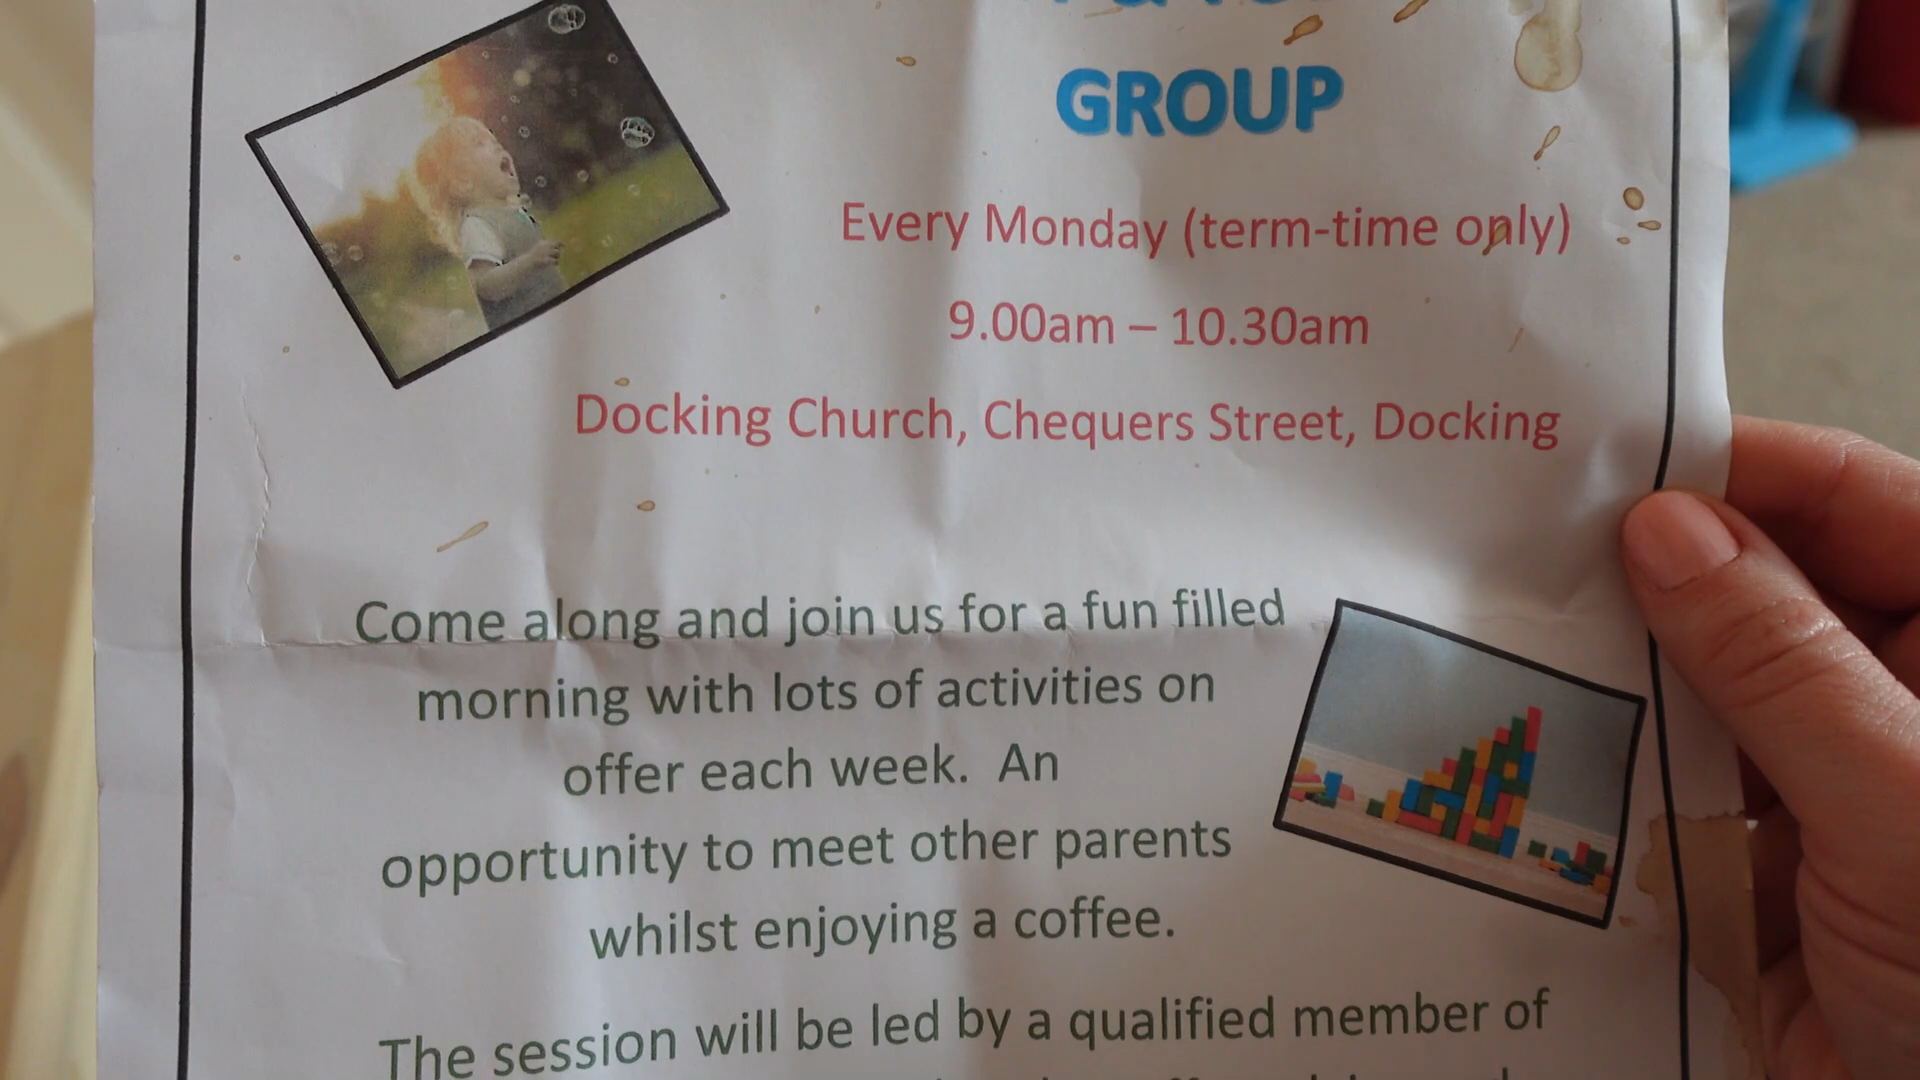 GROUP
Every Monday (term-time only)
9.00am – 10.30am
Docking Church, Chequers Street, Docking
Come along and join us for a fun filled
morning with lots of activities on
offer each week. An
opportunity to meet other parents
whilst enjoying a coffee.
The session will be led by a qualified member of